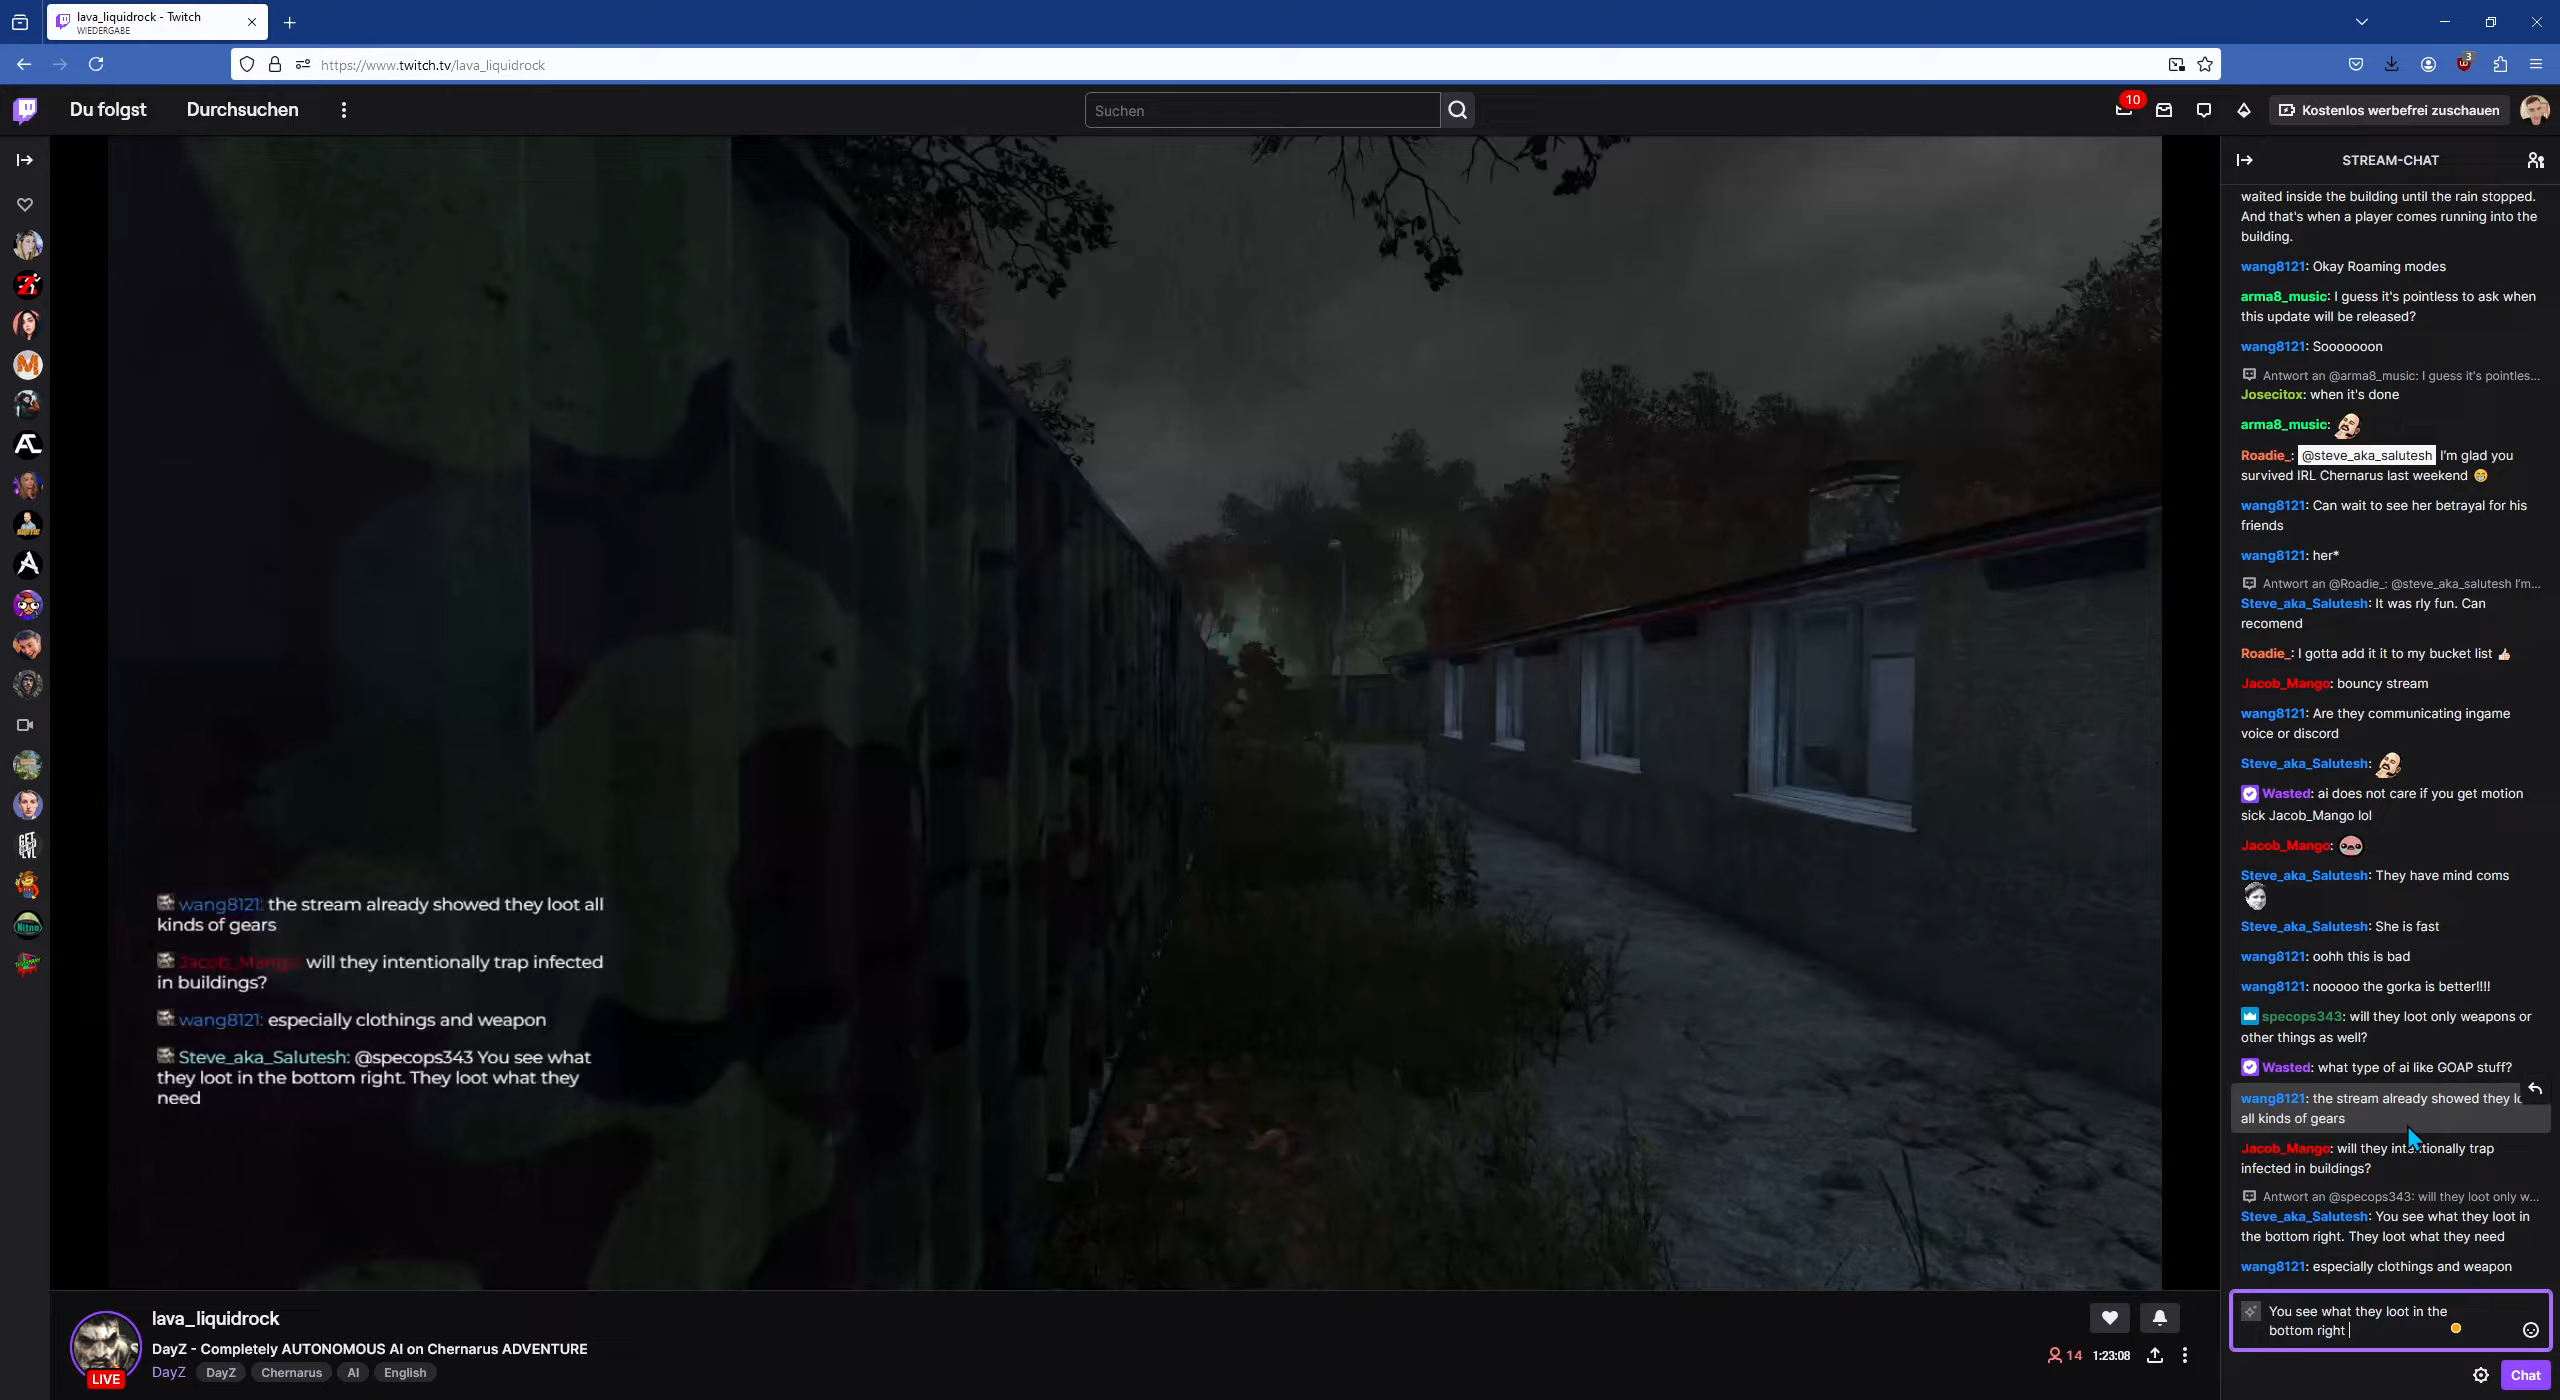 lava_liquidrock - Twitch
WIEDERGABE
https://www.twitch.tv/lava_liquidrock
3
Du folgst
Durchsuchen
Suchen
10
Kostenlos werbefrei zuschauen
STREAM-CHAT
waited inside the building until the rain stopped.
And that's when a player comes running into the
building.
wang8121: Okay Roaming modes
arma8_music: I guess it's pointless to ask when
this update will be released?
wang8121: Sooooooon
Antwort an @arma8_music: I guess it's pointles...
Josecitox: when it's done
arma8_music:
Roadie_: @steve_aka_salutesh I'm glad you
survived IRL Chernarus last weekend
wang8121: Can wait to see her betrayal for his
friends
wang8121: her*
Antwort an @Roadie_: @steve_aka_salutesh I'm...
Steve_aka_Salutesh: It was rly fun. Can
recomend
Roadie_: I gotta add it it to my bucket list
Jacob_Mango: bouncy stream
wang8121: Are they communicating ingame
voice or discord
Steve_aka_Salutesh:
Wasted: ai does not care if you get motion
sick Jacob_Mango lol
Jacob_Mango:
Steve_aka_Salutesh: They have mind coms
Steve_aka_Salutesh: She is fast
wang8121: oohh this is bad
wang8121: nooooo the gorka is better!!!!
specops343: will they loot only weapons or
other things as well?
Wasted: what type of ai like GOAP stuff?
wang8121: the stream already showed they lo
all kinds of gears
Jacob_Mango: will they intentionally trap
infected in buildings?
Antwort an @specops343: will they loot only w...
Steve_aka_Salutesh: You see what they loot in
the bottom right. They loot what they need
wang8121: especially clothings and weapon
You see what they loot in the
bottom right
Chat
wang8121: the stream already showed they loot all
kinds of gears
Jacob_Mango: will they intentionally trap infected
in buildings?
wang8121: especially clothings and weapon
Steve_aka_Salutesh: @specops343 You see what
they loot in the bottom right. They loot what they
need
LIVE
lava_liquidrock
DayZ - Completely AUTONOMOUS AI on Chernarus ADVENTURE
DayZ DayZ Chernarus AI English
14 1:23:08